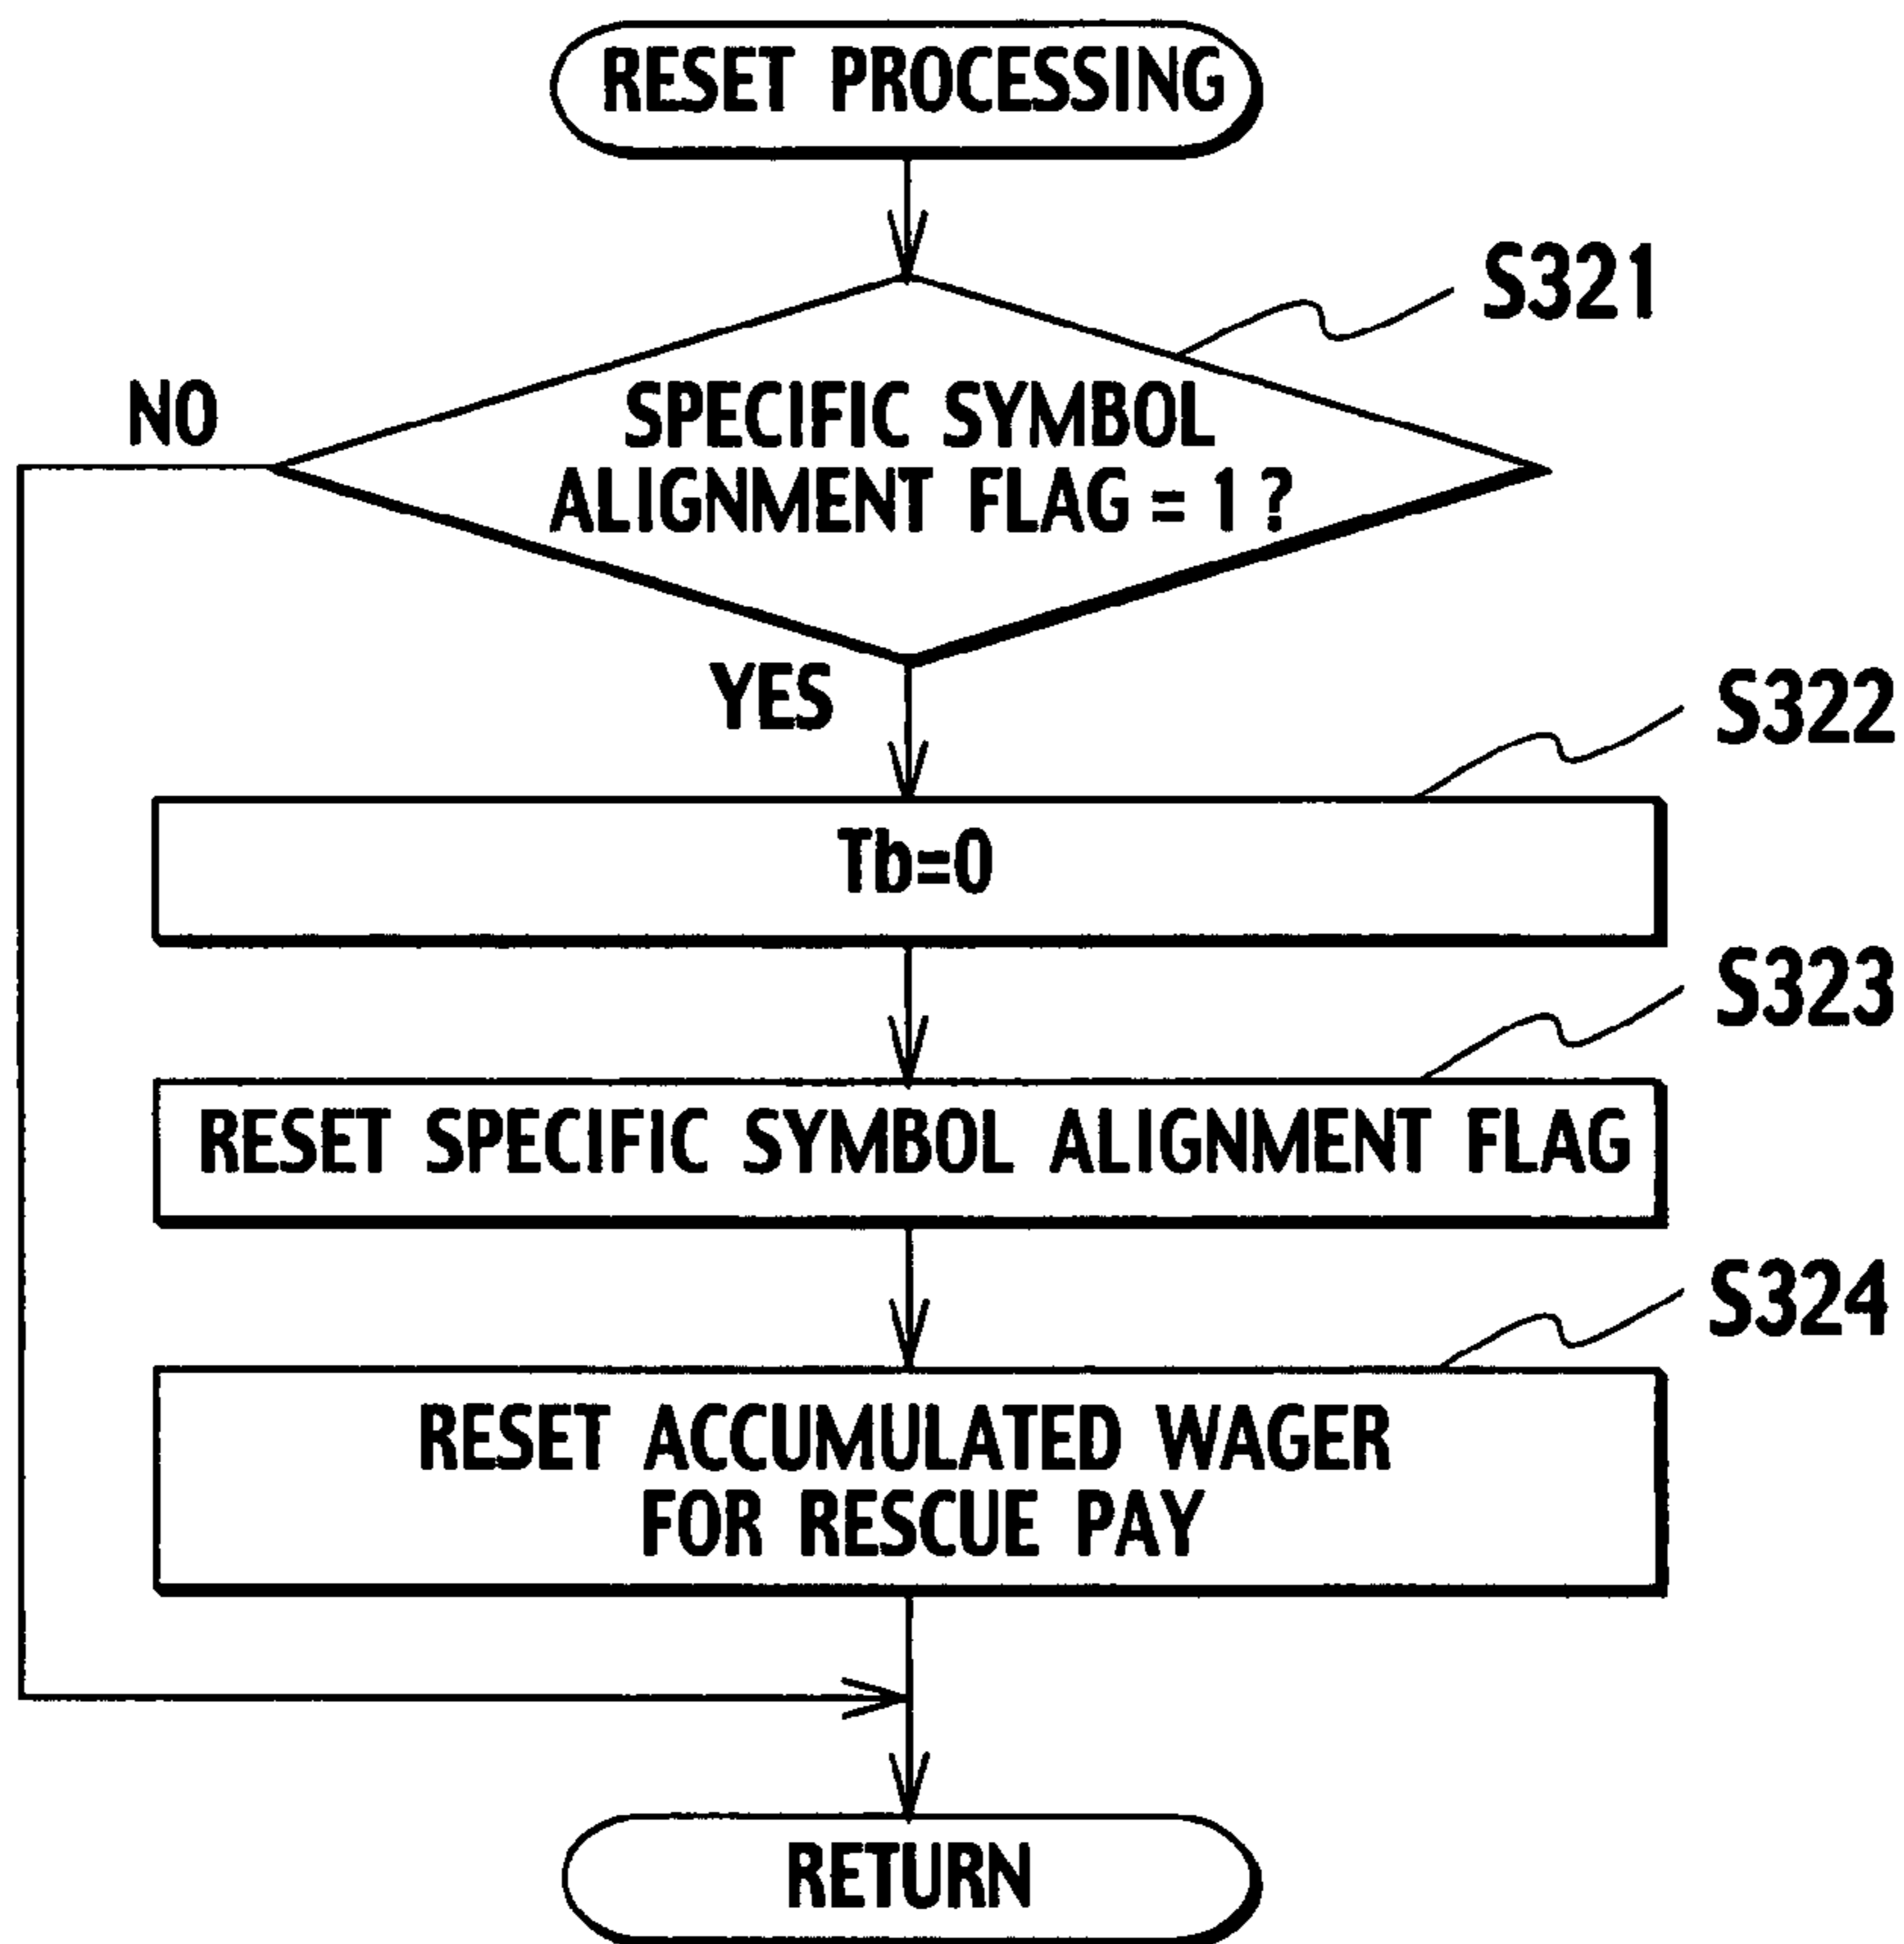 RESET PROCESSING
S321
NO
SPECIFIC SYMBOL
ALIGNMENT FLAG = 1 ?
YES
S322
Tb=0
S323
RESET SPECIFIC SYMBOL ALIGNMENT FLAG
S324
RESET ACCUMULATED WAGER
FOR RESCUE PAY
RETURN